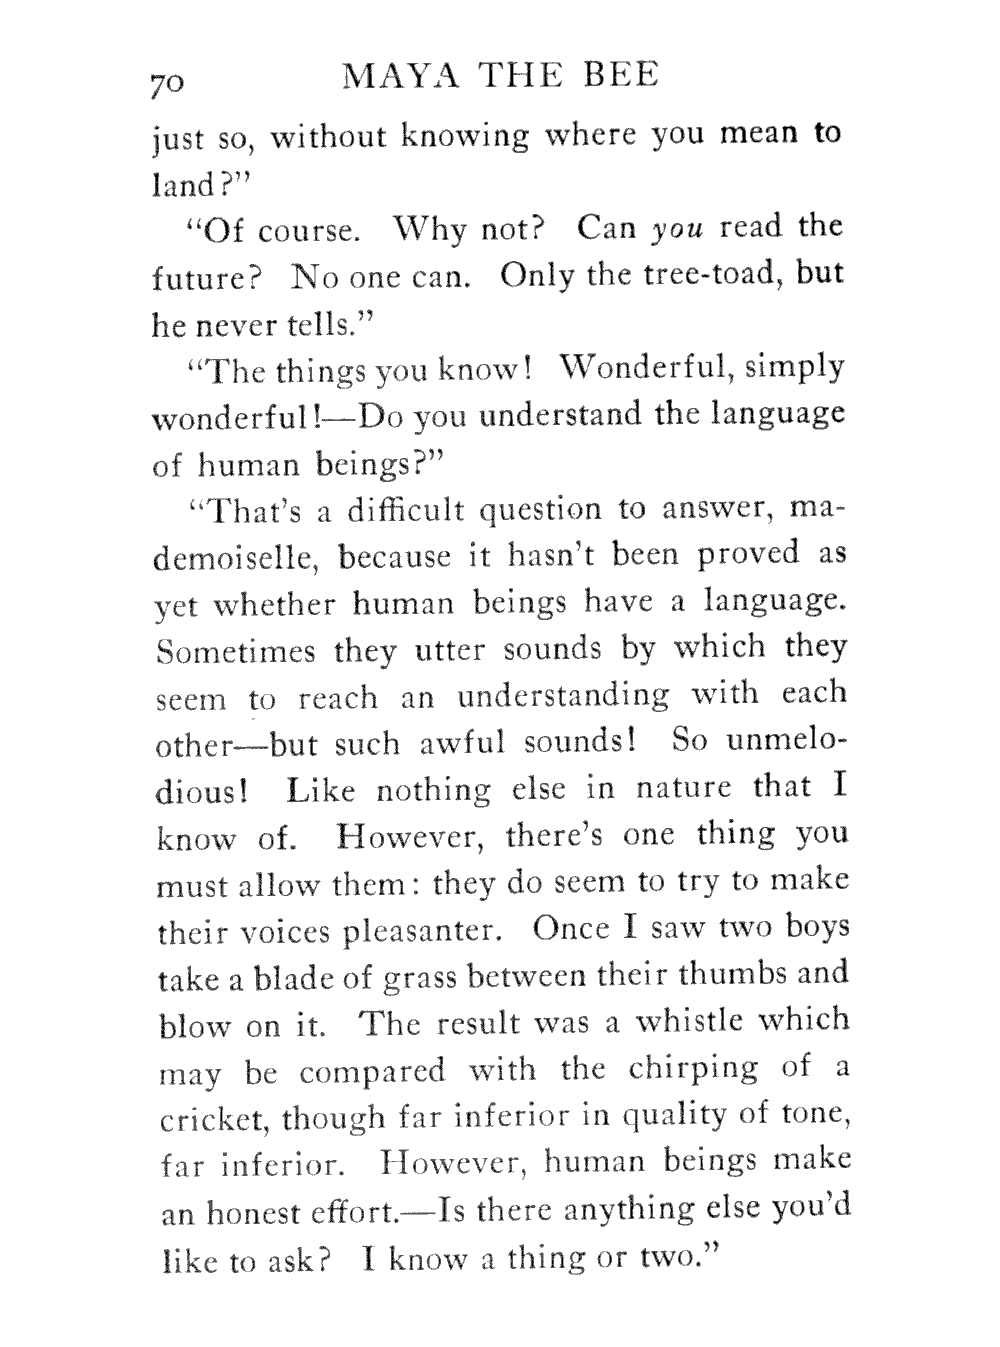 70 MAYA THE BEE
just so, without knowing where you mean to
land?”
“Of course. Why not? Can you read the
future? No one can. Only the tree-toad, but
he never tells.”
“The things you know! Wonderful, simply
wonderful!—Do you understand the language
of human beings?”
“That’s a difficult question to answer, ma-
demoiselle, because it hasn’t been proved as
yet whether human beings have a language.
Sometimes they utter sounds by which they
seem to reach an understanding with each
other—but such awful sounds! So unmelo-
dious! Like nothing else in nature that I
know of. However, there’s one thing you
must allow them: they do seem to try to make
their voices pleasanter. Once I saw two boys
take a blade of grass between their thumbs and
blow on it. The result was a whistle which
may be compared with the chirping of a
cricket, though far inferior in quality of tone,
far inferior. However, human beings make
an honest effort.—Is there anything else you’d
like to ask? I know a thing or two.”